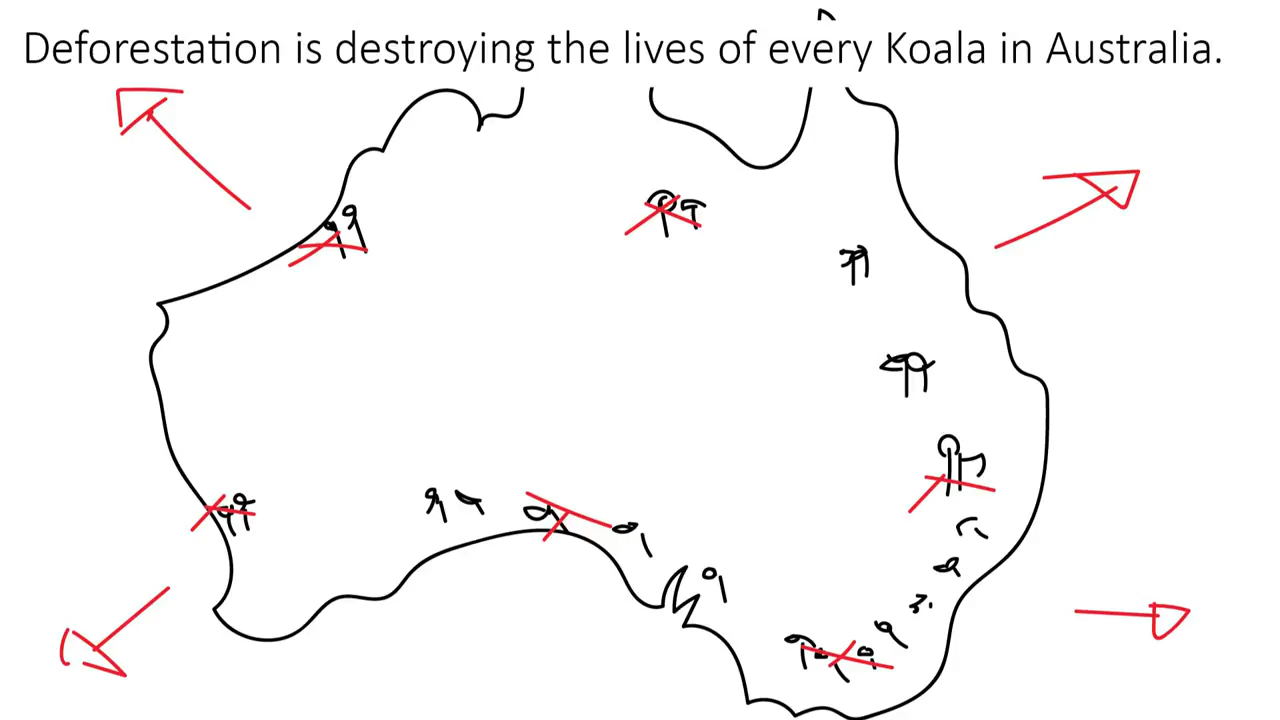 Deforestation is destroying the lives of every Koala in Australia.